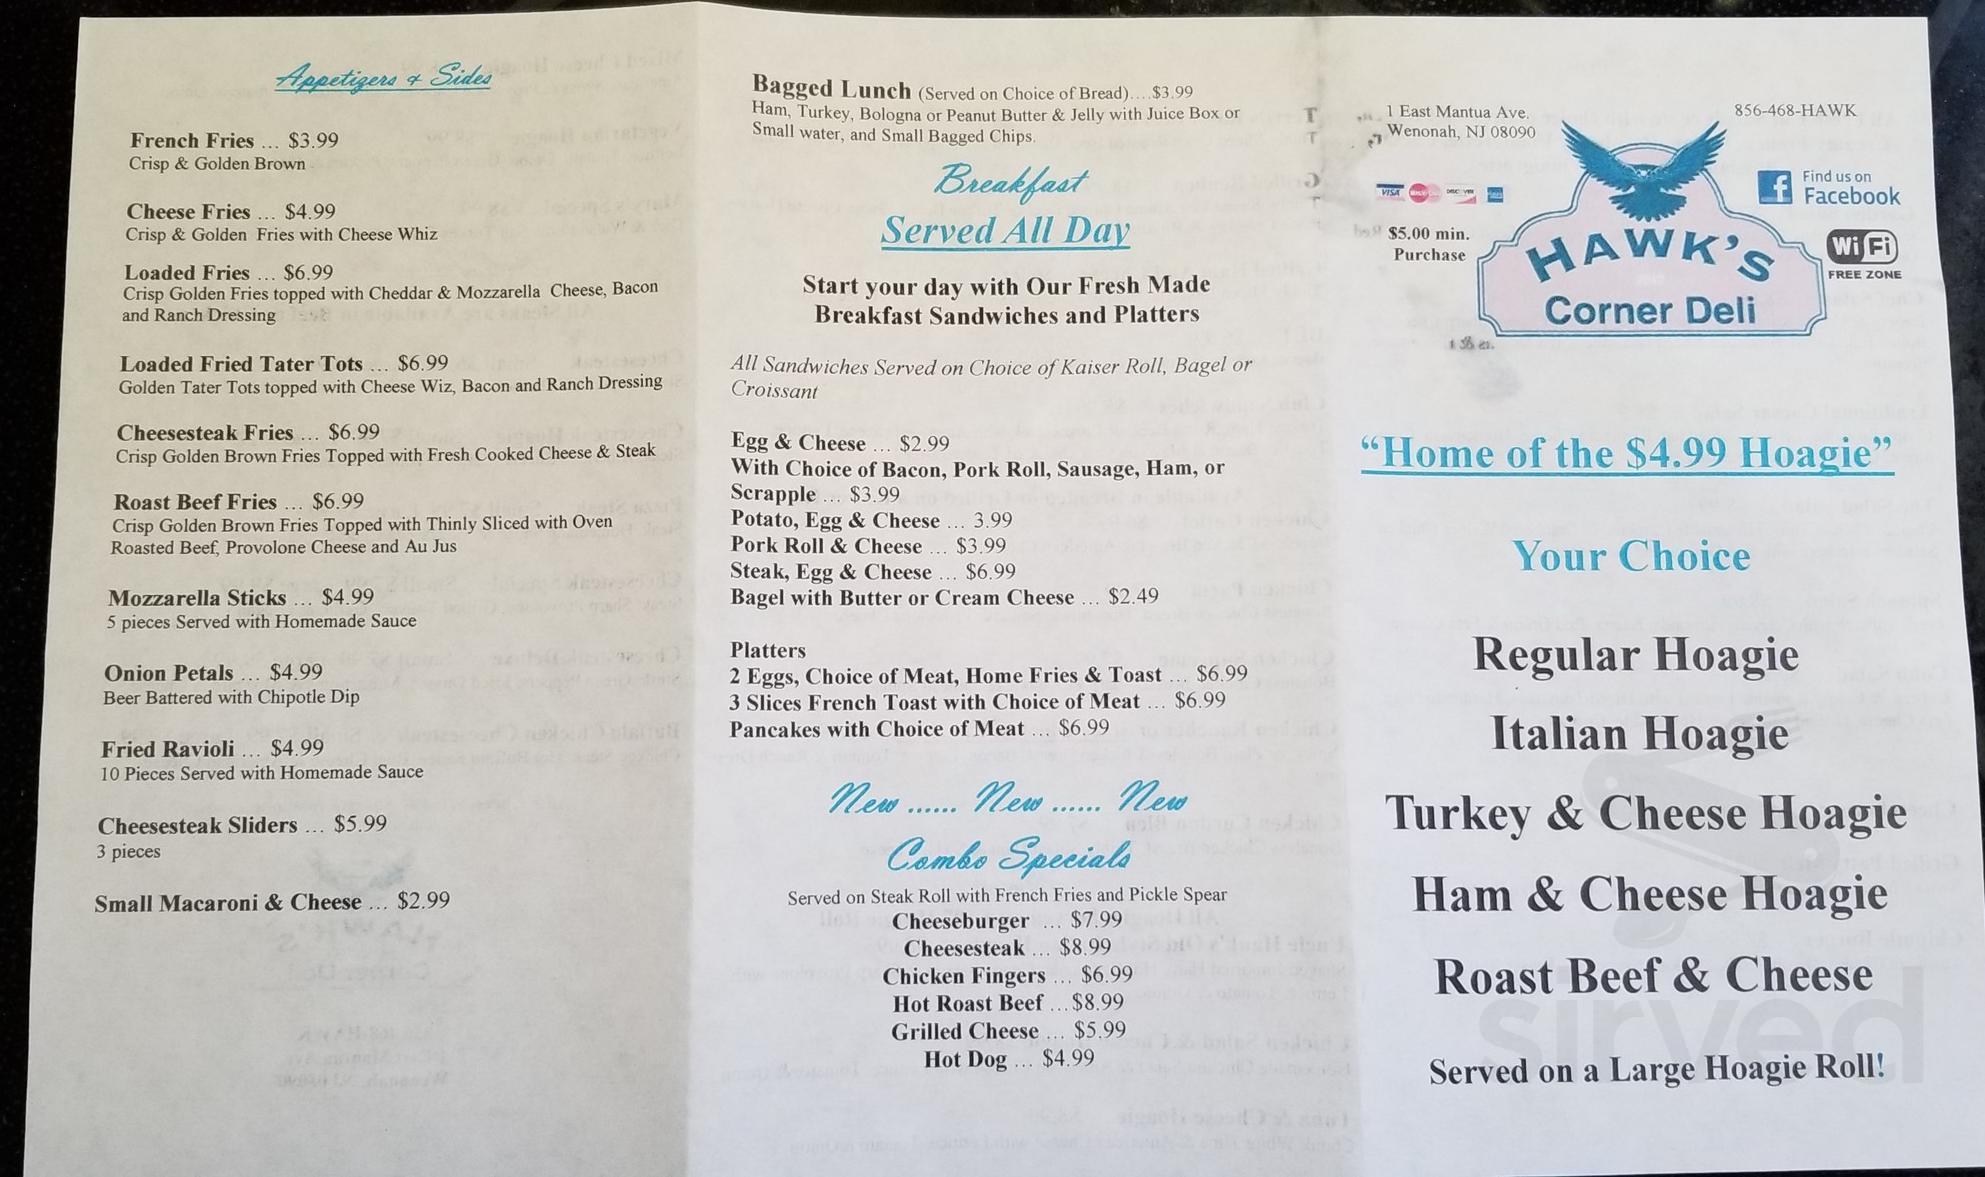 Appetizers & Sides
French Fries ... $3.99
Crisp & Golden Brown
Cheese Fries ... $4.99
Crisp & Golden Fries with Cheese Whiz
Loaded Fries ... $6.99
Crisp Golden Fries topped with Cheddar & Mozzarella Cheese, Bacon
and Ranch Dressing
Loaded Fried Tater Tots ... $6.99
Golden Tater Tots topped with Cheese Wiz, Bacon and Ranch Dressing
Cheesesteak Fries ... $6.99
Crisp Golden Brown Fries Topped with Fresh Cooked Cheese & Steak
Roast Beef Fries ... $6.99
Crisp Golden Brown Fries Topped with Thinly Sliced with Oven
Roasted Beef, Provolone Cheese and Au Jus
Mozzarella Sticks ... $4.99
5 pieces Served with Homemade Sauce
Onion Petals ... $4.99
Beer Battered with Chipotle Dip
Fried Ravioli ... $4.99
10 Pieces Served with Homemade Sauce
Cheesesteak Sliders ... $5.99
3 pieces
Small Macaroni & Cheese ... $2.99
Bagged Lunch (Served on Choice of Bread)....$3.99
Ham, Turkey, Bologna or Peanut Butter & Jelly with Juice Box or
Small water, and Small Bagged Chips.
Breakfast
Served All Day
Start your day with Our Fresh Made
Breakfast Sandwiches and Platters
All Sandwiches Served on Choice of Kaiser Roll, Bagel or
Croissant
Egg & Cheese ... $2.99
With Choice of Bacon, Pork Roll, Sausage, Ham, or
Scrapple ... $3.99
Potato, Egg & Cheese ... 3.99
Pork Roll & Cheese ... $3.99
Steak, Egg & Cheese ... $6.99
Bagel with Butter or Cream Cheese ... $2.49
Platters
2 Eggs, Choice of Meat, Home Fries & Toast ... $6.99
3 Slices French Toast with Choice of Meat ... $6.99
Pancakes with Choice of Meat ... $6.99
New ...... New ...... New
Combo Specials
Served on Steak Roll with French Fries and Pickle Spear
Cheeseburger ... $7.99
Cheesesteak ... $8.99
Chicken Fingers ... $6.99
Hot Roast Beef ... $8.99
Grilled Cheese ... $5.99
Hot Dog ... $4.99
1 East Mantua Ave.
Wenonah, NJ 08090
856-468-HAWK
VISA
DISCOVER
$5.00 min.
Purchase
Find us on
Facebook
WiFi
FREE ZONE
HAWK'S
Corner Deli
"Home of the $4.99 Hoagie"
Your Choice
Regular Hoagie
Italian Hoagie
Turkey & Cheese Hoagie
Ham & Cheese Hoagie
Roast Beef & Cheese
Served on a Large Hoagie Roll!
sirved